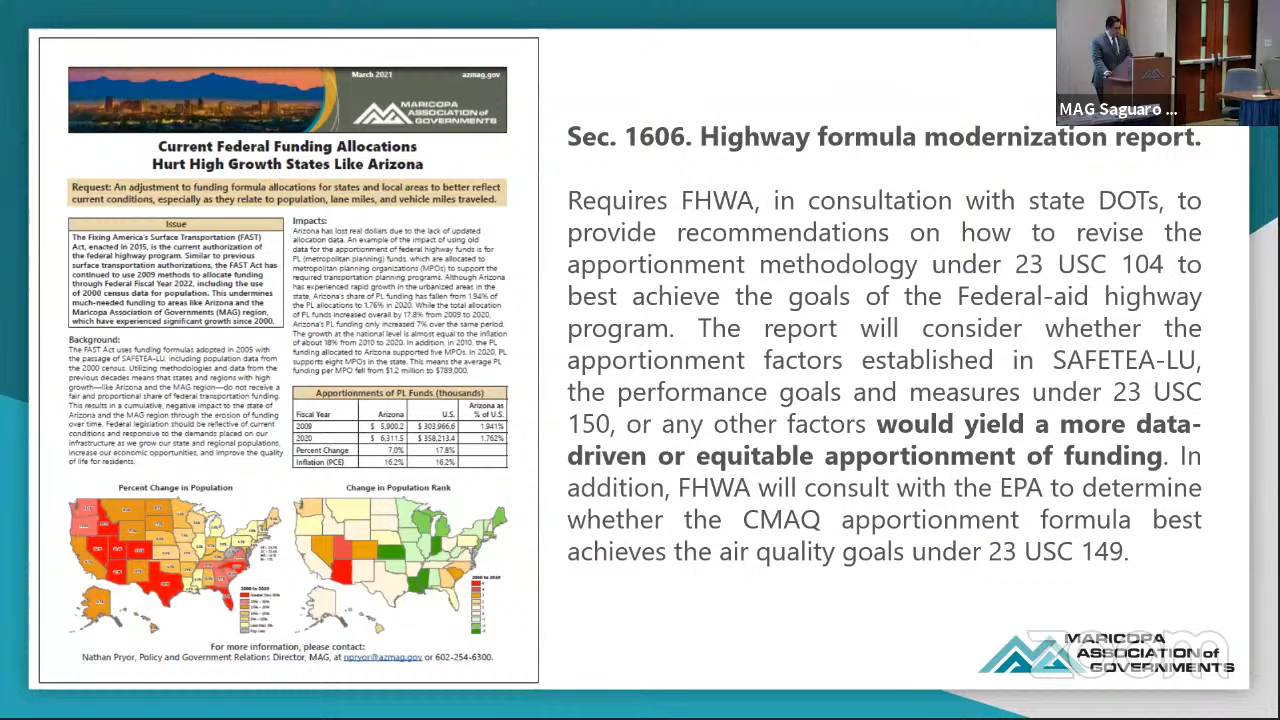 March 2021
azmag.gov
MARICOPA
ASSOCIATION of
GOVERNMENTS
Current Federal Funding Allocations
Hurt High Growth States Like Arizona
Request: An adjustment to funding formula allocations for states and local areas to better reflect
current conditions, especially as they relate to population, lane miles, and vehicle miles traveled.
Issue
The Fixing America's Surface Transportation (FAST)
Act, enacted in 2015, is the current authorization of
the federal highway program. Similar to previous
surface transportation authorizations, the FAST Act has
continued to use 2009 methods to allocate funding
through Federal Fiscal Year 2022, including the use
of 2000 census data for population. This undermines
much-needed funding to areas like Arizona and the
Maricopa Association of Governments (MAG) region,
which have experienced significant growth since 2000.
Background:
The FAST Act uses funding formulas adopted in 2005 with
the passage of SAFETEA-LU, including population data from
the 2000 census. Utilizing methodologies and data from the
previous decades means that states and regions with high
growth—like Arizona and the MAG region—do not receive a
fair and proportional share of federal transportation funding.
This results in a cumulative, negative impact to the state of
Arizona and the MAG region through the erosion of funding
over time. Federal legislation should be reflective of current
conditions and responsive to the demands placed on our
infrastructure as we grow our state and regional populations,
increase our economic opportunities, and improve the quality
of life for residents.
Impacts:
Arizona has lost real dollars due to the lack of updated
allocation data. An example of the impact of using old
data for the apportionment of federal highway funds is for
PL (metropolitan planning) funds, which are allocated to
metropolitan planning organizations (MPOs) to support the
required transportation planning programs. Although Arizona
has experienced rapid growth in the urbanized areas in the
state, Arizona's share of PL funding has fallen from 1.94% of
the PL allocations to 1.76% in 2020. While the total allocation
of PL funds increased overall by 17.8% from 2009 to 2020,
Arizona's PL funding only increased 7% over the same period.
The growth at the national level is almost equal to the inflation
of about 18% from 2010 to 2020. In addition, in 2010, the PL
funding allocated to Arizona supported five MPOs. In 2020, PL
supports eight MPOs in the state. This means the average PL
funding per MPO fell from $1.2 million to $789,000.
Apportionments of PL Funds (thousands)
Fiscal Year Arizona U.S. Arizona as % of U.S.
2009 $ 5,900.2 $ 303,966.6 1.941%
2020 $ 6,311.5 $ 358,213.4 1.762%
Percent Change 7.0% 17.8%
Inflation (PCE) 16.2% 16.2%
Percent Change in Population
2000 to 2019
Change in Population Rank
2000 to 2019
For more information, please contact:
Nathan Pryor, Policy and Government Relations Director, MAG, at npryor@azmag.gov or 602-254-6300.
MAG Saguaro ...
Sec. 1606. Highway formula modernization report.
Requires FHWA, in consultation with state DOTs, to
provide recommendations on how to revise the
apportionment methodology under 23 USC 104 to
best achieve the goals of the Federal-aid highway
program. The report will consider whether the
apportionment factors established in SAFETEA-LU,
the performance goals and measures under 23 USC
150, or any other factors would yield a more data-
driven or equitable apportionment of funding. In
addition, FHWA will consult with the EPA to determine
whether the CMAQ apportionment formula best
achieves the air quality goals under 23 USC 149.
MARICOPA
ASSOCIATION of
GOVERNMENTS
zoom